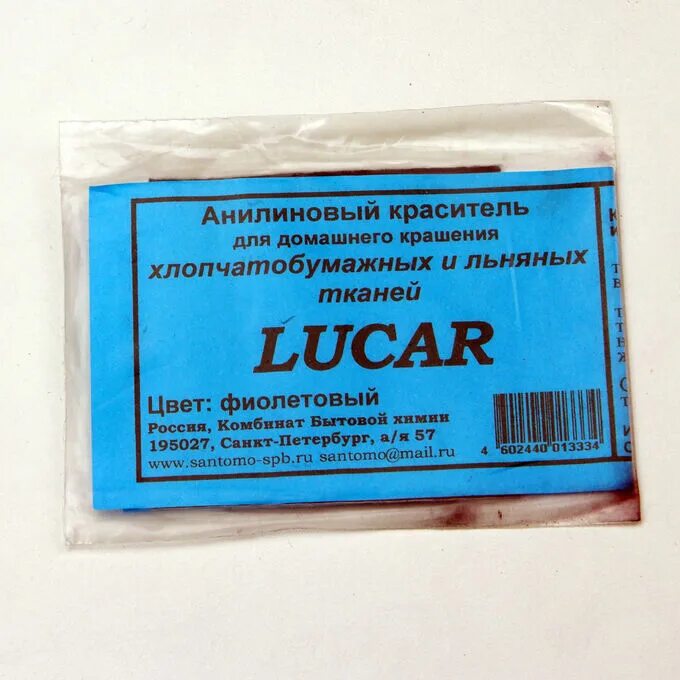 Анилиновый краситель
для домашнего крашения
хлопчатобумажных и льняных
тканей
LUCAR
Цвет: фиолетовый
Россия, Комбинат Бытовой химии
195027, Санкт-Петербург, а/я 57
www.santomo-spb.ru santomo@mail.ru
4 602440 013334